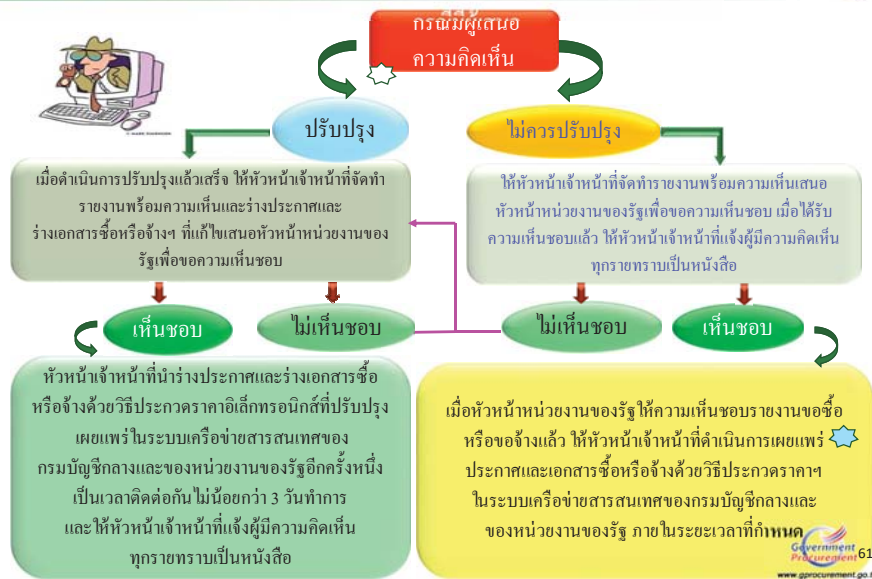 กรณีมีผู้เสนอ
ความคิดเห็น
ปรับปรุง
ไม่ควรปรับปรุง
เมื่อดำเนินการปรับปรุงแล้วเสร็จ ให้หัวหน้าเจ้าหน้าที่จัดทำ
รายงานพร้อมความเห็นและร่างประกาศและ
ร่างเอกสารซื้อหรือจ้างฯ ที่แก้ไขเสนอหัวหน้าหน่วยงานของ
รัฐเพื่อขอความเห็นชอบ
ให้หัวหน้าเจ้าหน้าที่จัดทำรายงานพร้อมความเห็นเสนอ
หัวหน้าหน่วยงานของรัฐเพื่อขอความเห็นชอบ เมื่อได้รับ
ความเห็นชอบแล้ว ให้หัวหน้าเจ้าหน้าที่แจ้งผู้มีความคิดเห็น
ทุกรายทราบเป็นหนังสือ
เห็นชอบ
ไม่เห็นชอบ
ไม่เห็นชอบ
เห็นชอบ
หัวหน้าเจ้าหน้าที่นำร่างประกาศและร่างเอกสารซื้อ
หรือจ้างด้วยวิธีประกวดราคาอิเล็กทรอนิกส์ที่ปรับปรุง
เผยแพร่ในระบบเครือข่ายสารสนเทศของ
กรมบัญชีกลางและของหน่วยงานของรัฐอีกครั้งหนึ่ง
เป็นเวลาติดต่อกันไม่น้อยกว่า 3 วันทำการ
และให้หัวหน้าเจ้าหน้าที่แจ้งผู้มีความคิดเห็น
ทุกรายทราบเป็นหนังสือ
เมื่อหัวหน้าหน่วยงานของรัฐให้ความเห็นชอบรายงานขอซื้อ
หรือขอจ้างแล้ว ให้หัวหน้าเจ้าหน้าที่ดำเนินการเผยแพร่
ประกาศและเอกสารซื้อหรือจ้างด้วยวิธีประกวดราคาฯ
ในระบบเครือข่ายสารสนเทศของกรมบัญชีกลางและ
ของหน่วยงานของรัฐ ภายในระยะเวลาที่กำหนด
Government
Procurement
61
www.gprocurement.go.t